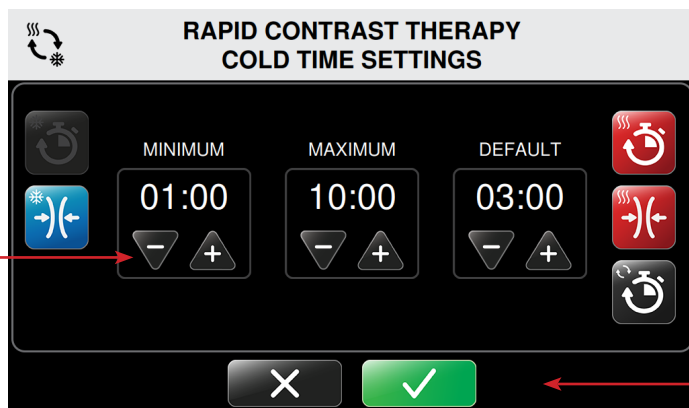 RAPID CONTRAST THERAPY
COLD TIME SETTINGS
MINIMUM MAXIMUM DEFAULT
01:00 10:00 03:00